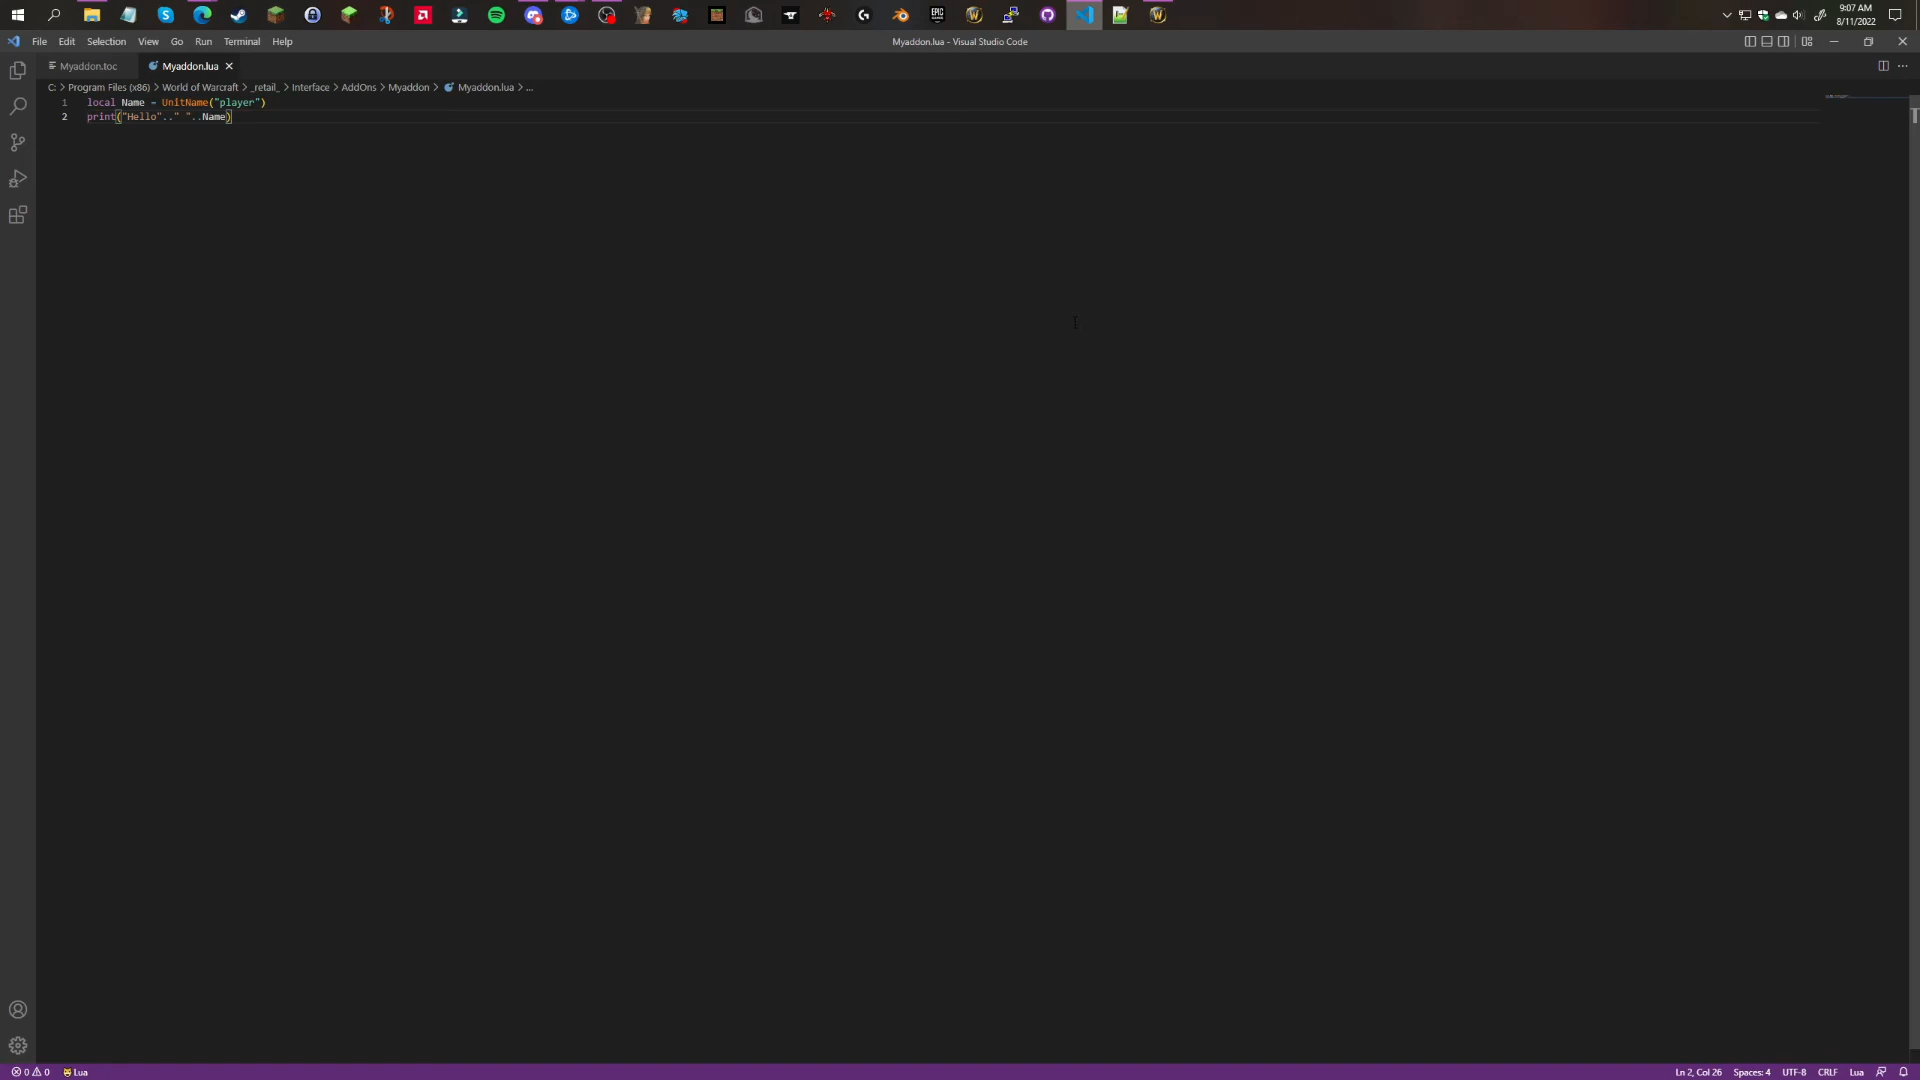 9:07 AM
8/11/2022
File Edit Selection View Go Run Terminal Help
Myaddon.lua - Visual Studio Code
Myaddon.toc Myaddon.lua
C: > Program Files (x86) > World of Warcraft > _retail_ > Interface > AddOns > Myaddon > Myaddon.lua > ...
1 local Name = UnitName("player")
2 print("Hello".." "..Name)
0 0 Lua Ln 2, Col 26 Spaces: 4 UTF-8 CRLF Lua